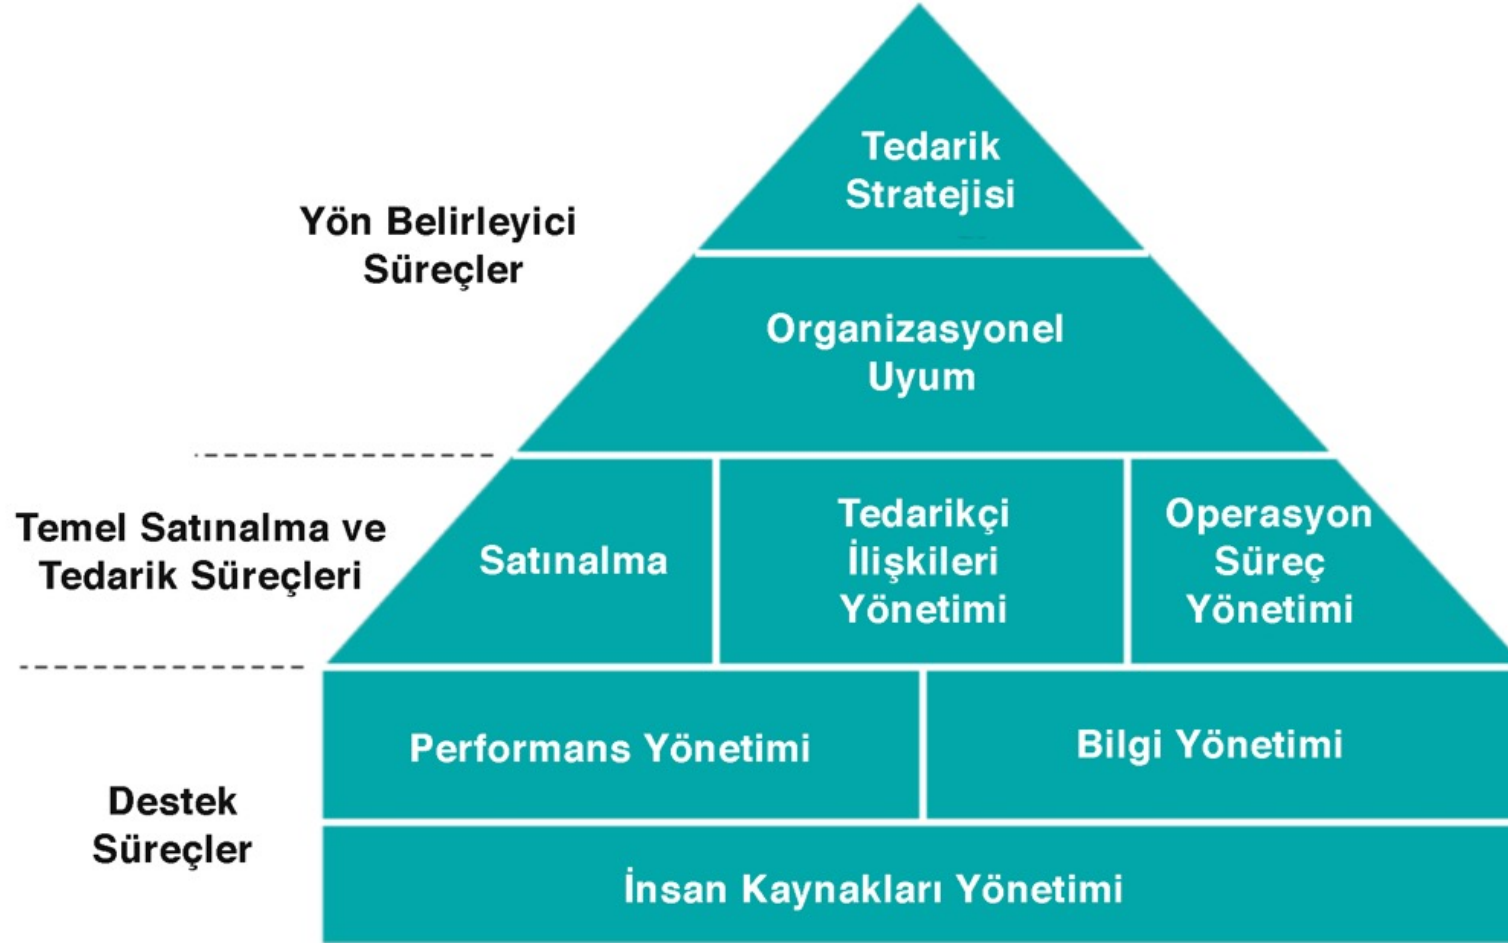 Tedarik
Stratejisi
Yön Belirleyici
Süreçler
Organizasyonel
Uyum
Temel Satınalma ve
Tedarik Süreçleri
Satınalma
Tedarikçi
İlişkileri
Yönetimi
Operasyon
Süreç
Yönetimi
Destek
Süreçler
Performans Yönetimi
Bilgi Yönetimi
İnsan Kaynakları Yönetimi